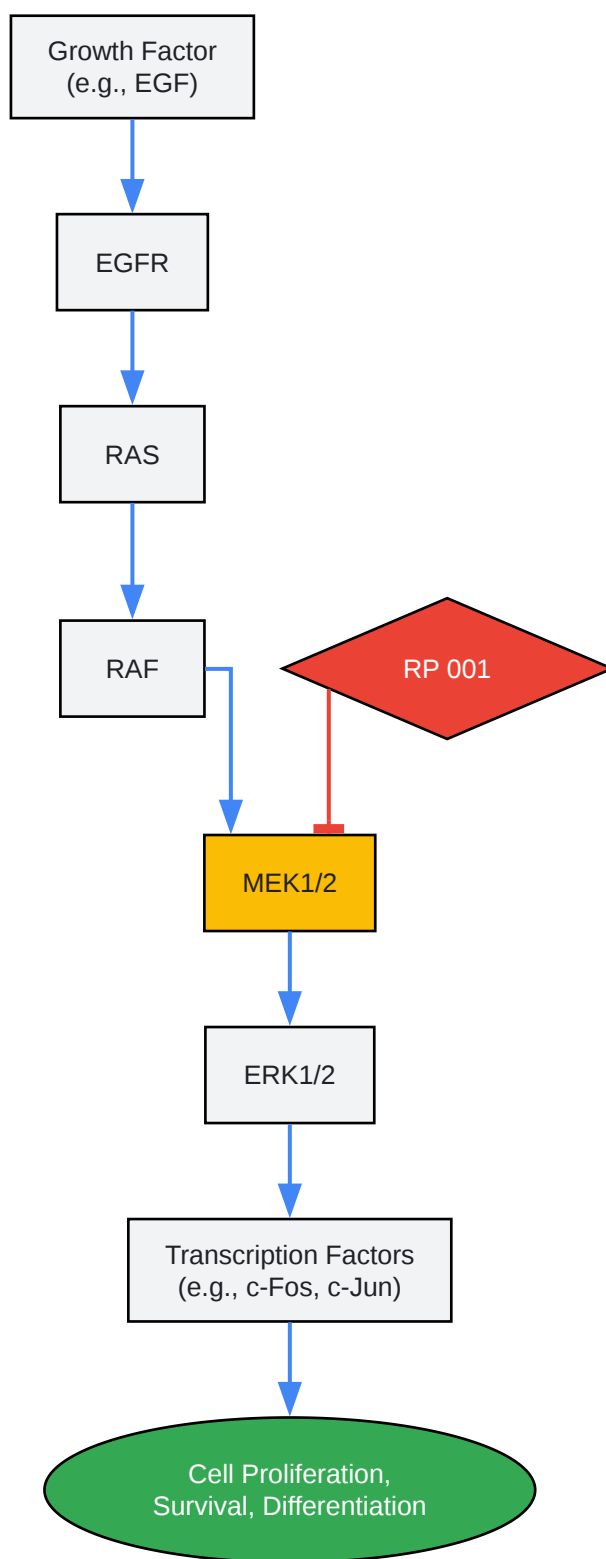 Growth Factor
(e.g., EGF)
EGFR
RAS
RAF
RP 001
MEK1/2
ERK1/2
Transcription Factors
(e.g., c-Fos, c-Jun)
Cell Proliferation,
Survival, Differentiation